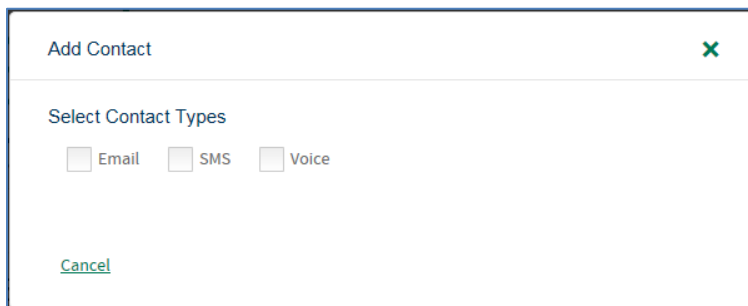 Add Contact
Select Contact Types
Email SMS Voice
Cancel